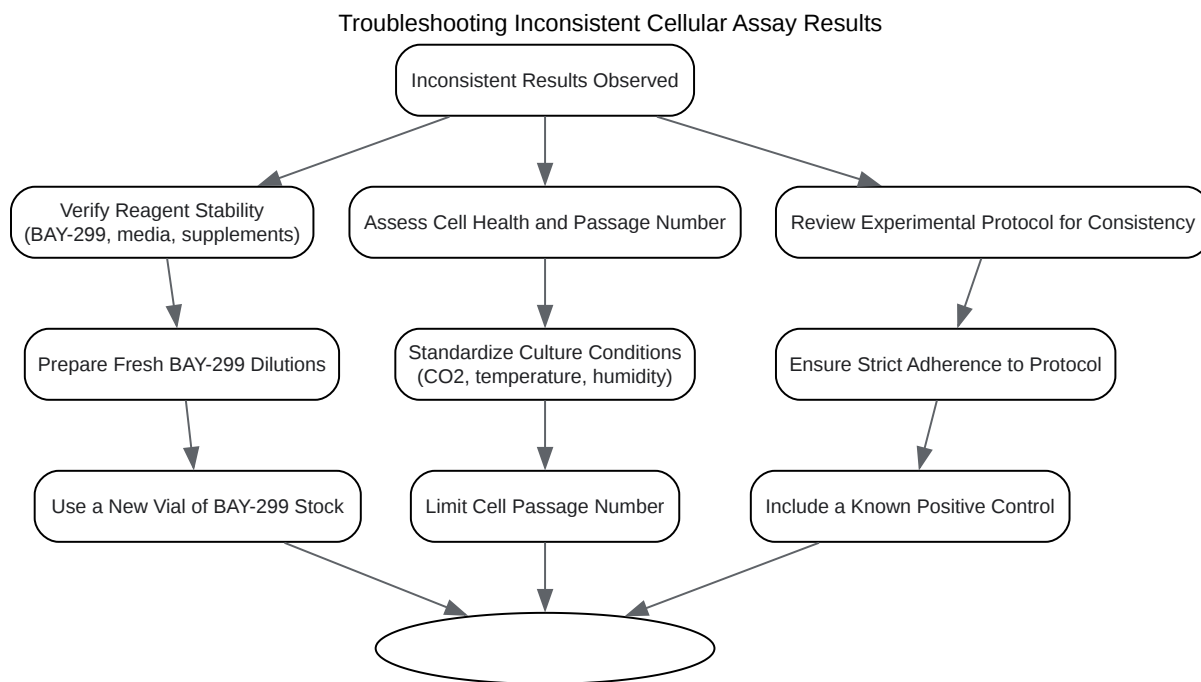 Troubleshooting Inconsistent Cellular Assay Results
Inconsistent Results Observed
Verify Reagent Stability
(BAY-299, media, supplements)
Assess Cell Health and Passage Number
Review Experimental Protocol for Consistency
Prepare Fresh BAY-299 Dilutions
Standardize Culture Conditions
(CO2, temperature, humidity)
Ensure Strict Adherence to Protocol
Use a New Vial of BAY-299 Stock
Limit Cell Passage Number
Include a Known Positive Control